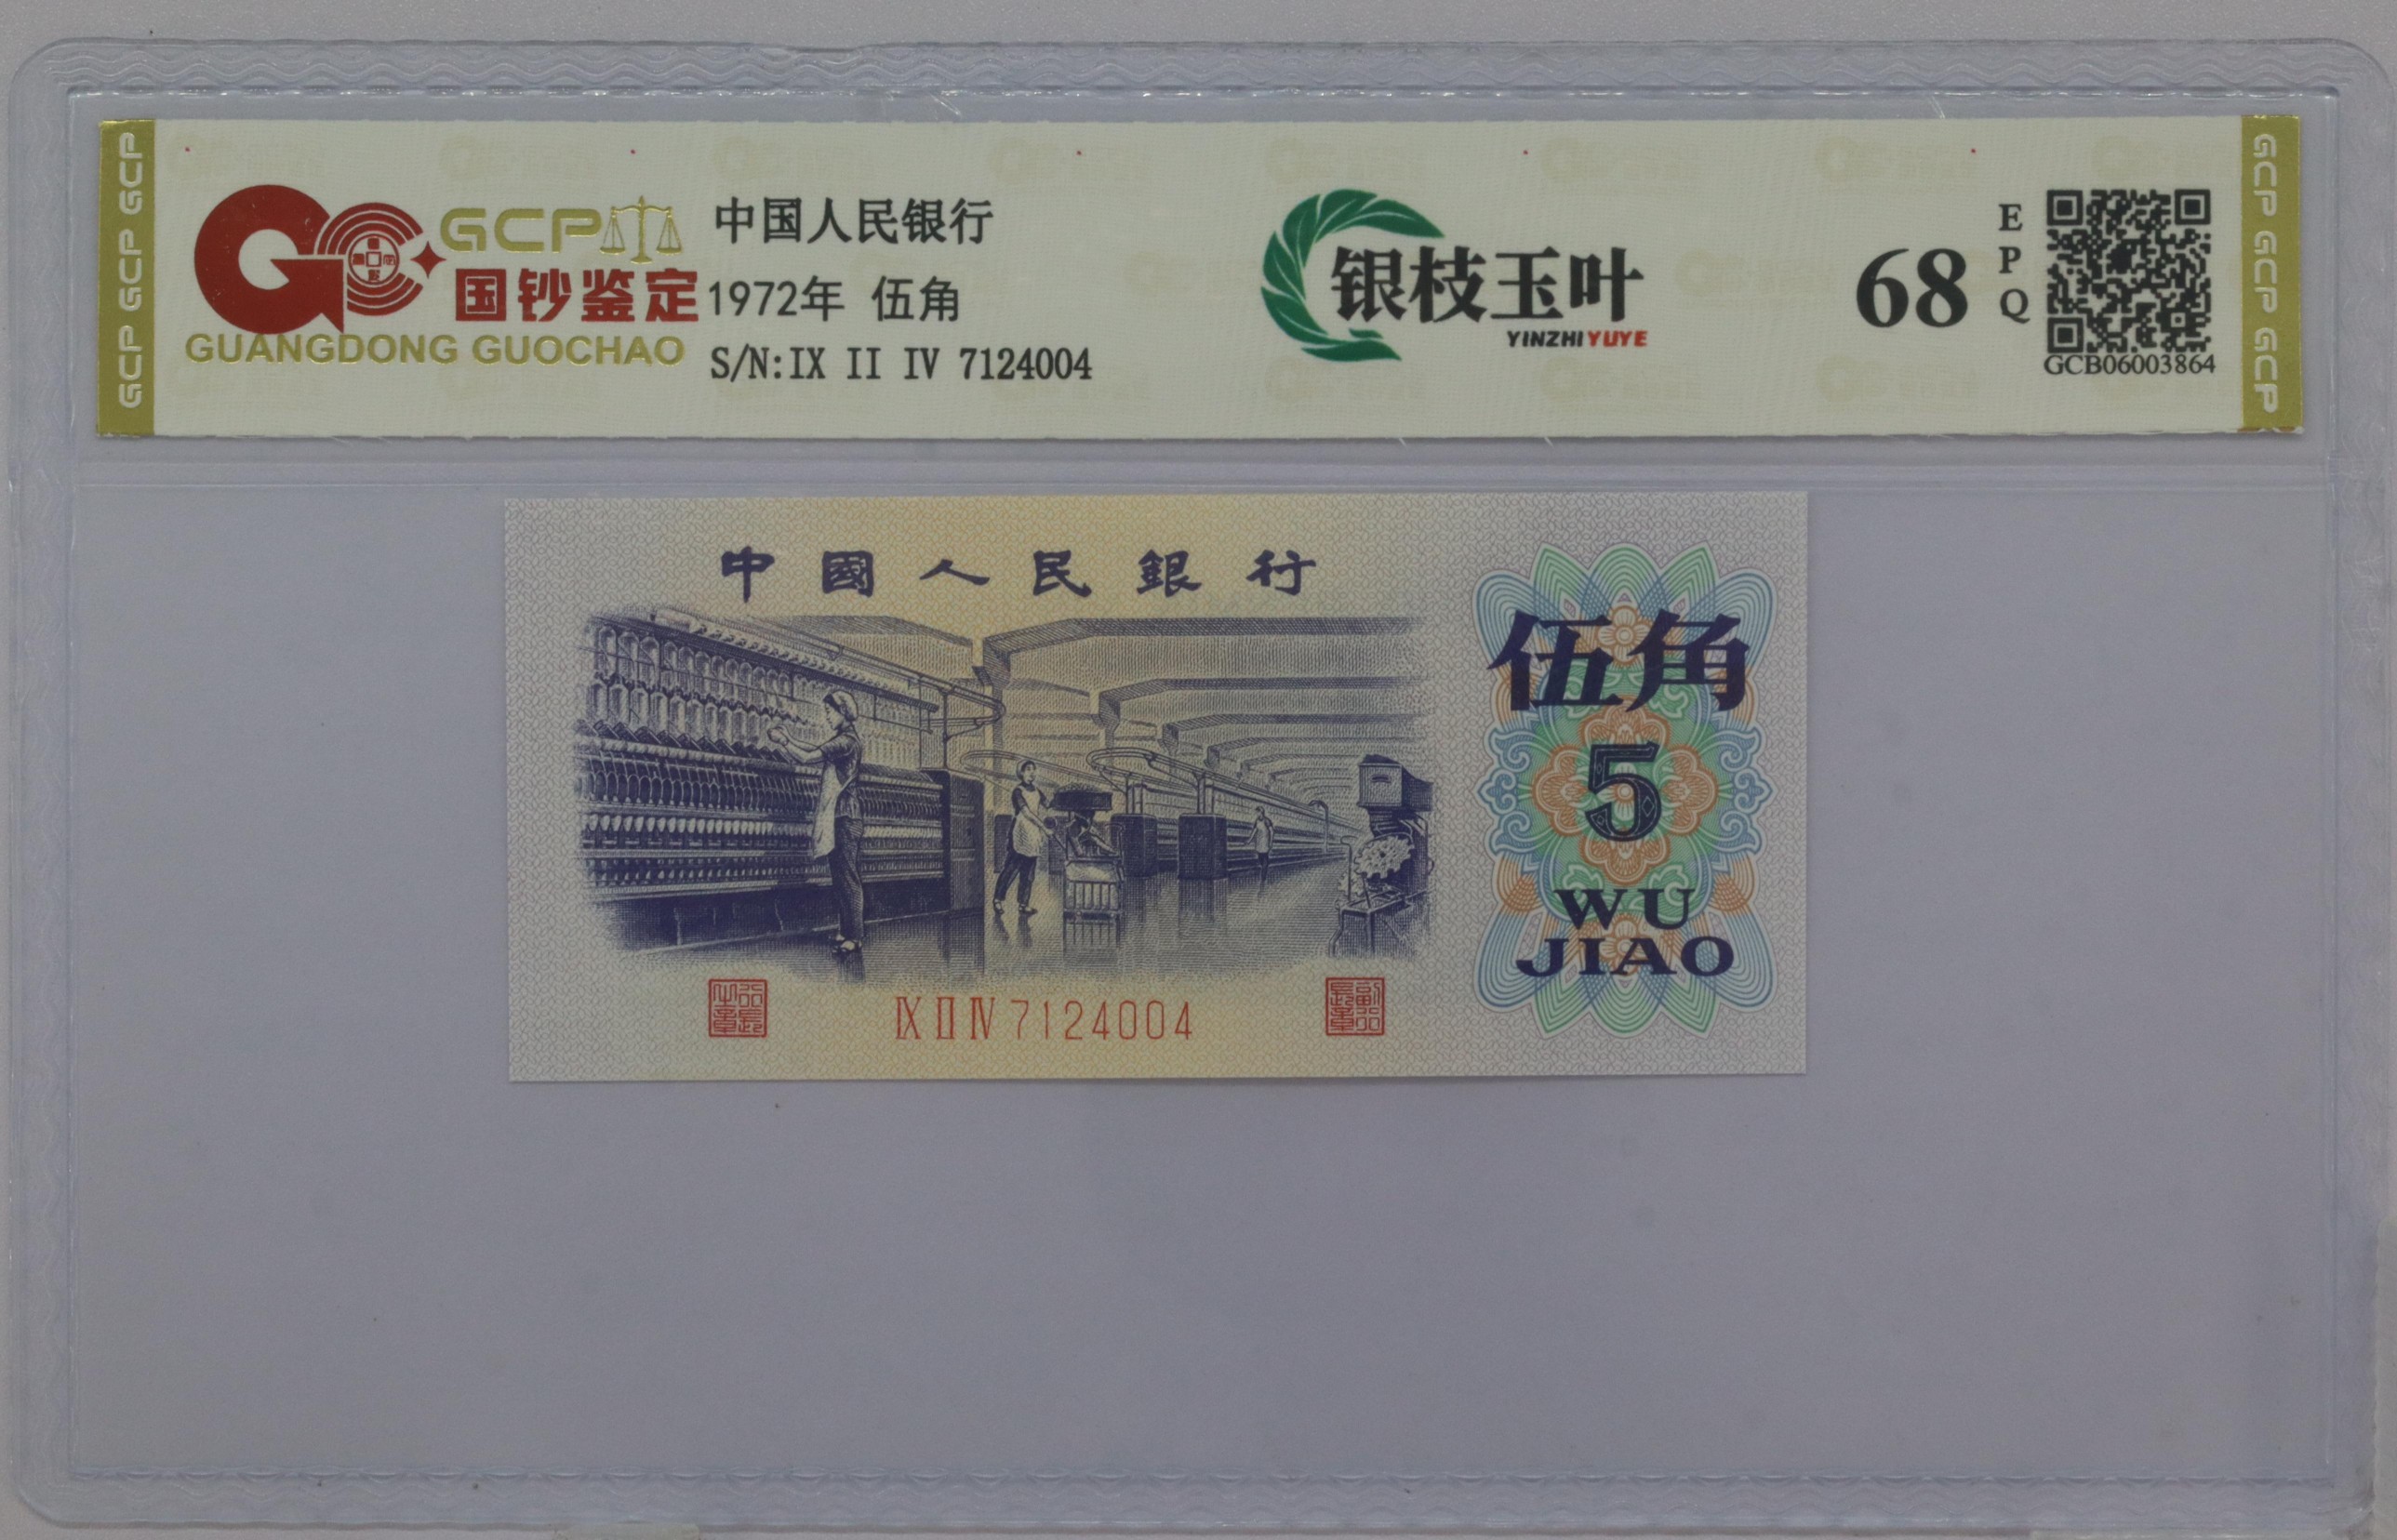 GCP GCP GCP
GCP
国钞鉴定
GUANGDONG GUOCHAO
中国人民银行
1972年 伍角
S/N:IX II IV 7124004
银枝玉叶
YINZHIYUYE
68
EPQ
GCB06003864
GCP GCP GCP
中國人民銀行
伍角
5
WU
JIAO
IX II IV 7124004